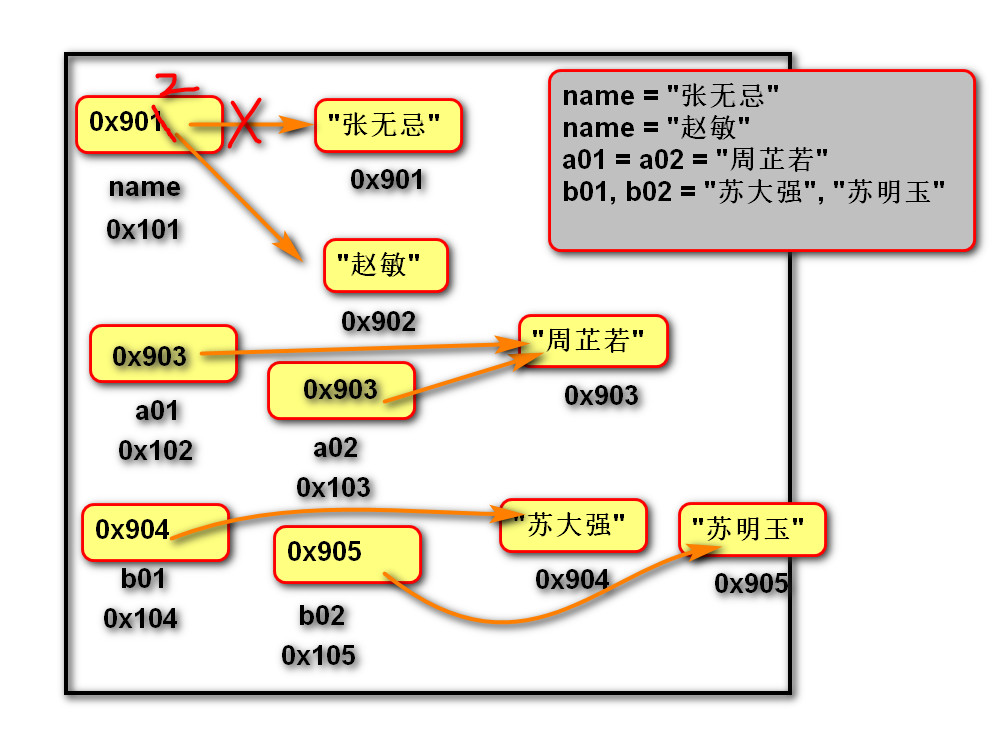 name = "张无忌"
name = "赵敏"
a01 = a02 = "周芷若"
b01, b02 = "苏大强", "苏明玉"
2
0x901
"张无忌"
name
0x901
0x101
"赵敏"
0x902
0x903
"周芷若"
0x903
0x903
a01
a02
0x102
0x103
0x904
"苏大强"
"苏明玉"
0x905
b01
0x904
0x905
0x104
b02
0x105